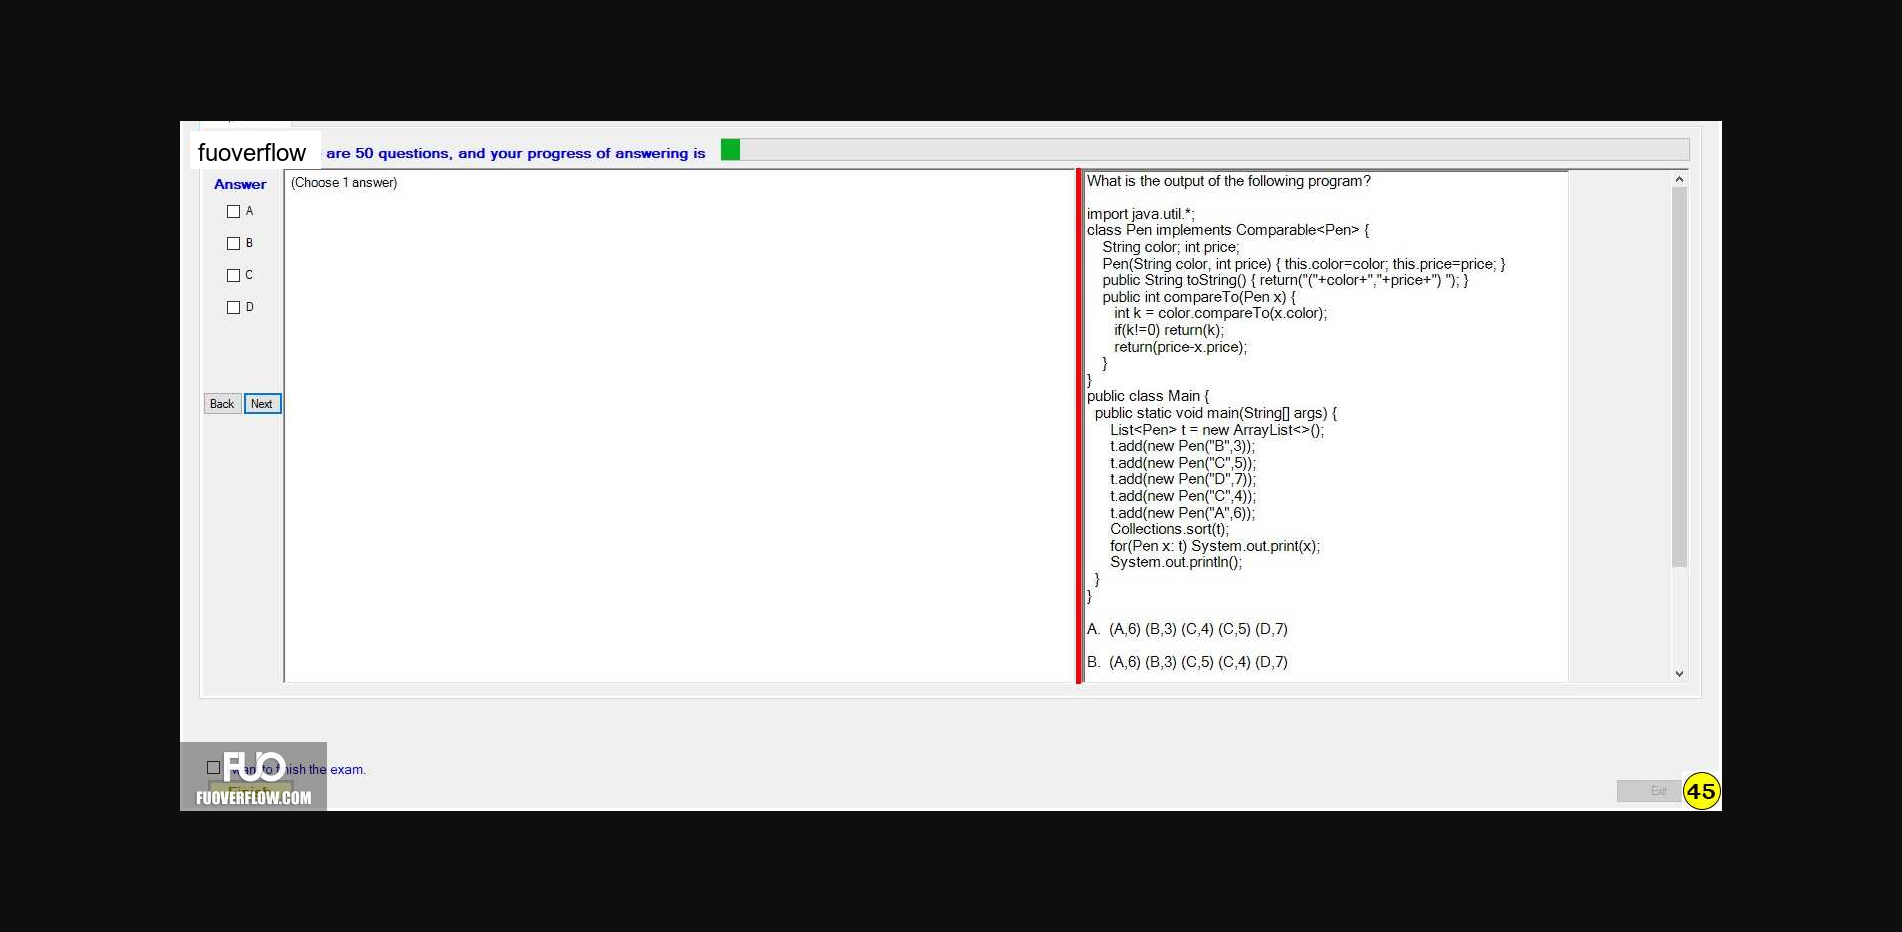 fuoverflow
are 50 questions, and your progress of answering is
Answer
(Choose 1 answer)
A
B
C
D
Back Next
What is the output of the following program?
import java.util.*;
class Pen implements Comparable<Pen> {
String color; int price;
Pen(String color, int price) { this.color=color; this.price=price; }
public String toString() { return("("+color+","+price+") "); }
public int compareTo(Pen x) {
int k = color.compareTo(x.color);
if(k!=0) return(k);
return(price-x.price);
}
}
public class Main {
public static void main(String[] args) {
List<Pen> t = new ArrayList<>();
t.add(new Pen("B",3));
t.add(new Pen("C",5));
t.add(new Pen("D",7));
t.add(new Pen("C",4));
t.add(new Pen("A",6));
Collections.sort(t);
for(Pen x: t) System.out.print(x);
System.out.println();
}
}
A. (A,6) (B,3) (C,4) (C,5) (D,7)
B. (A,6) (B,3) (C,5) (C,4) (D,7)
FUO
want to finish the exam.
Finish
FUOVERFLOW.COM
Exit
45